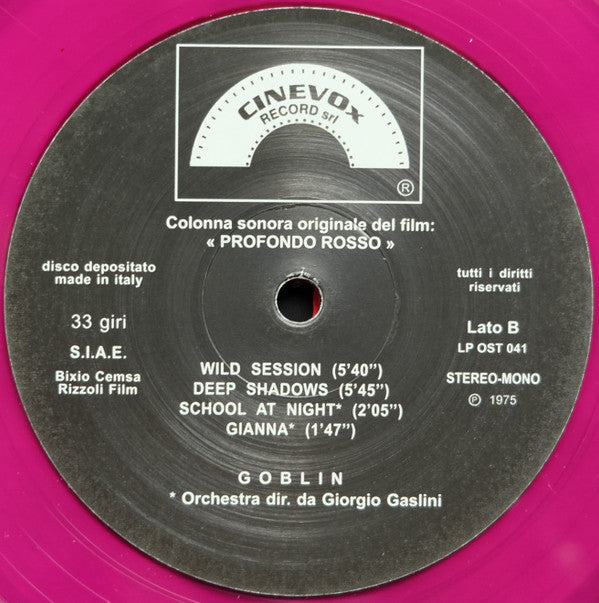 CINEVOX
RECORD srl
®
Colonna sonora originale del film:
« PROFONDO ROSSO »
disco depositato
made in italy
tutti i diritti
riservati
33 giri
S.I.A.E.
Bixio Cemsa
Rizzoli Film
Lato B
LP OST 041
STEREO-MONO
℗ 1975
WILD SESSION (5'40")
DEEP SHADOWS (5'45")
SCHOOL AT NIGHT* (2'05")
GIANNA* (1'47")
GOBLIN
* Orchestra dir. da Giorgio Gaslini